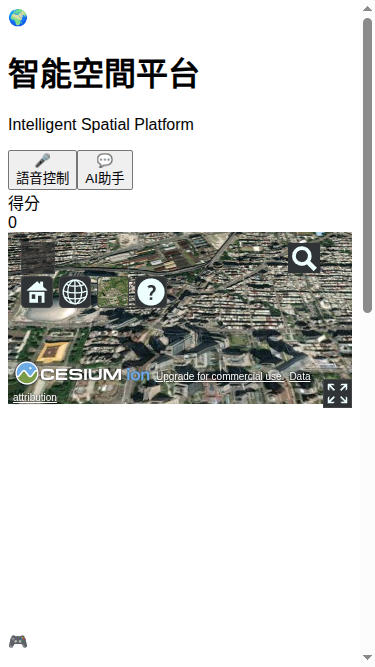 智能空間平台
Intelligent Spatial Platform
語音控制
AI助手
得分
0
?
CESIUM ion Upgrade for commercial use. Data
attribution